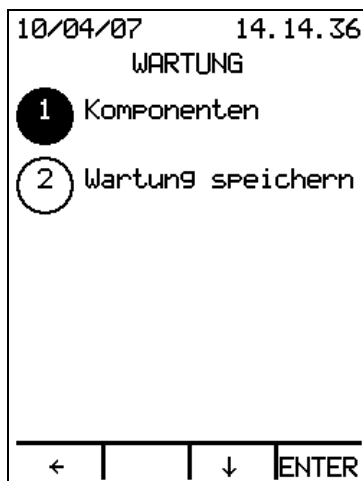 10/04/07 14.14.36
WARTUNG
1 Komponenten
2 Wartung speichern
← ↓ ENTER